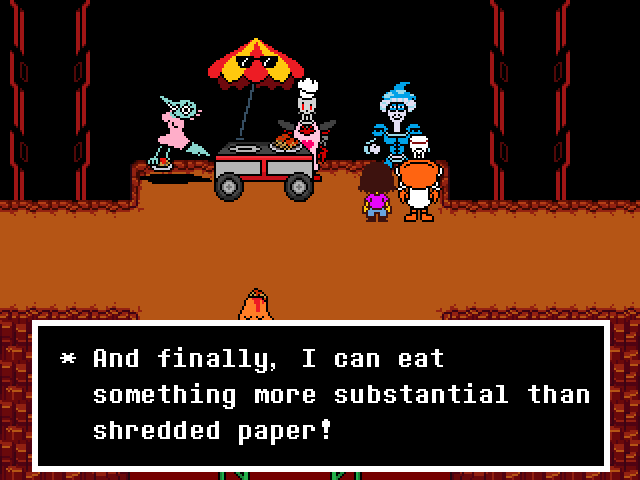 * And finally, I can eat
something more substantial than
shredded paper!